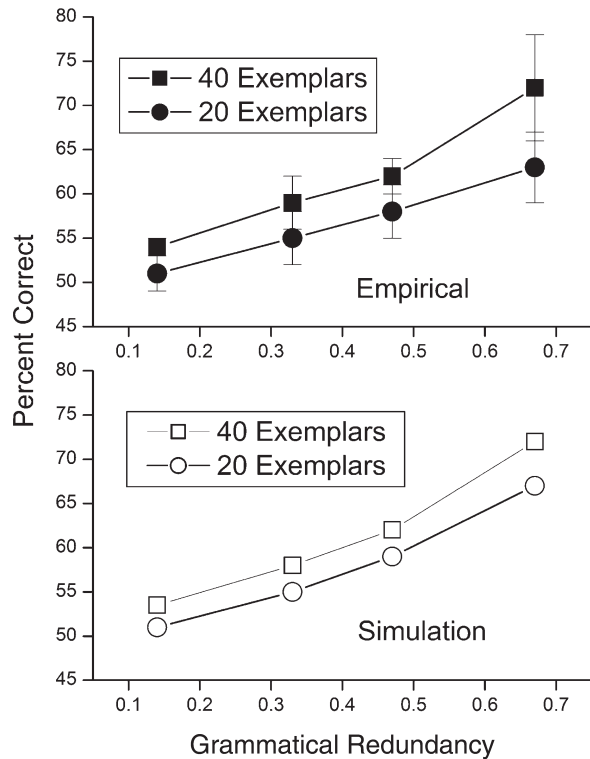 80
75
70
65
60
55
50
45
40 Exemplars
20 Exemplars
Empirical
0.1 0.2 0.3 0.4 0.5 0.6 0.7
Percent Correct
80
75
70
65
60
55
50
45
40 Exemplars
20 Exemplars
Simulation
0.1 0.2 0.3 0.4 0.5 0.6 0.7
Grammatical Redundancy